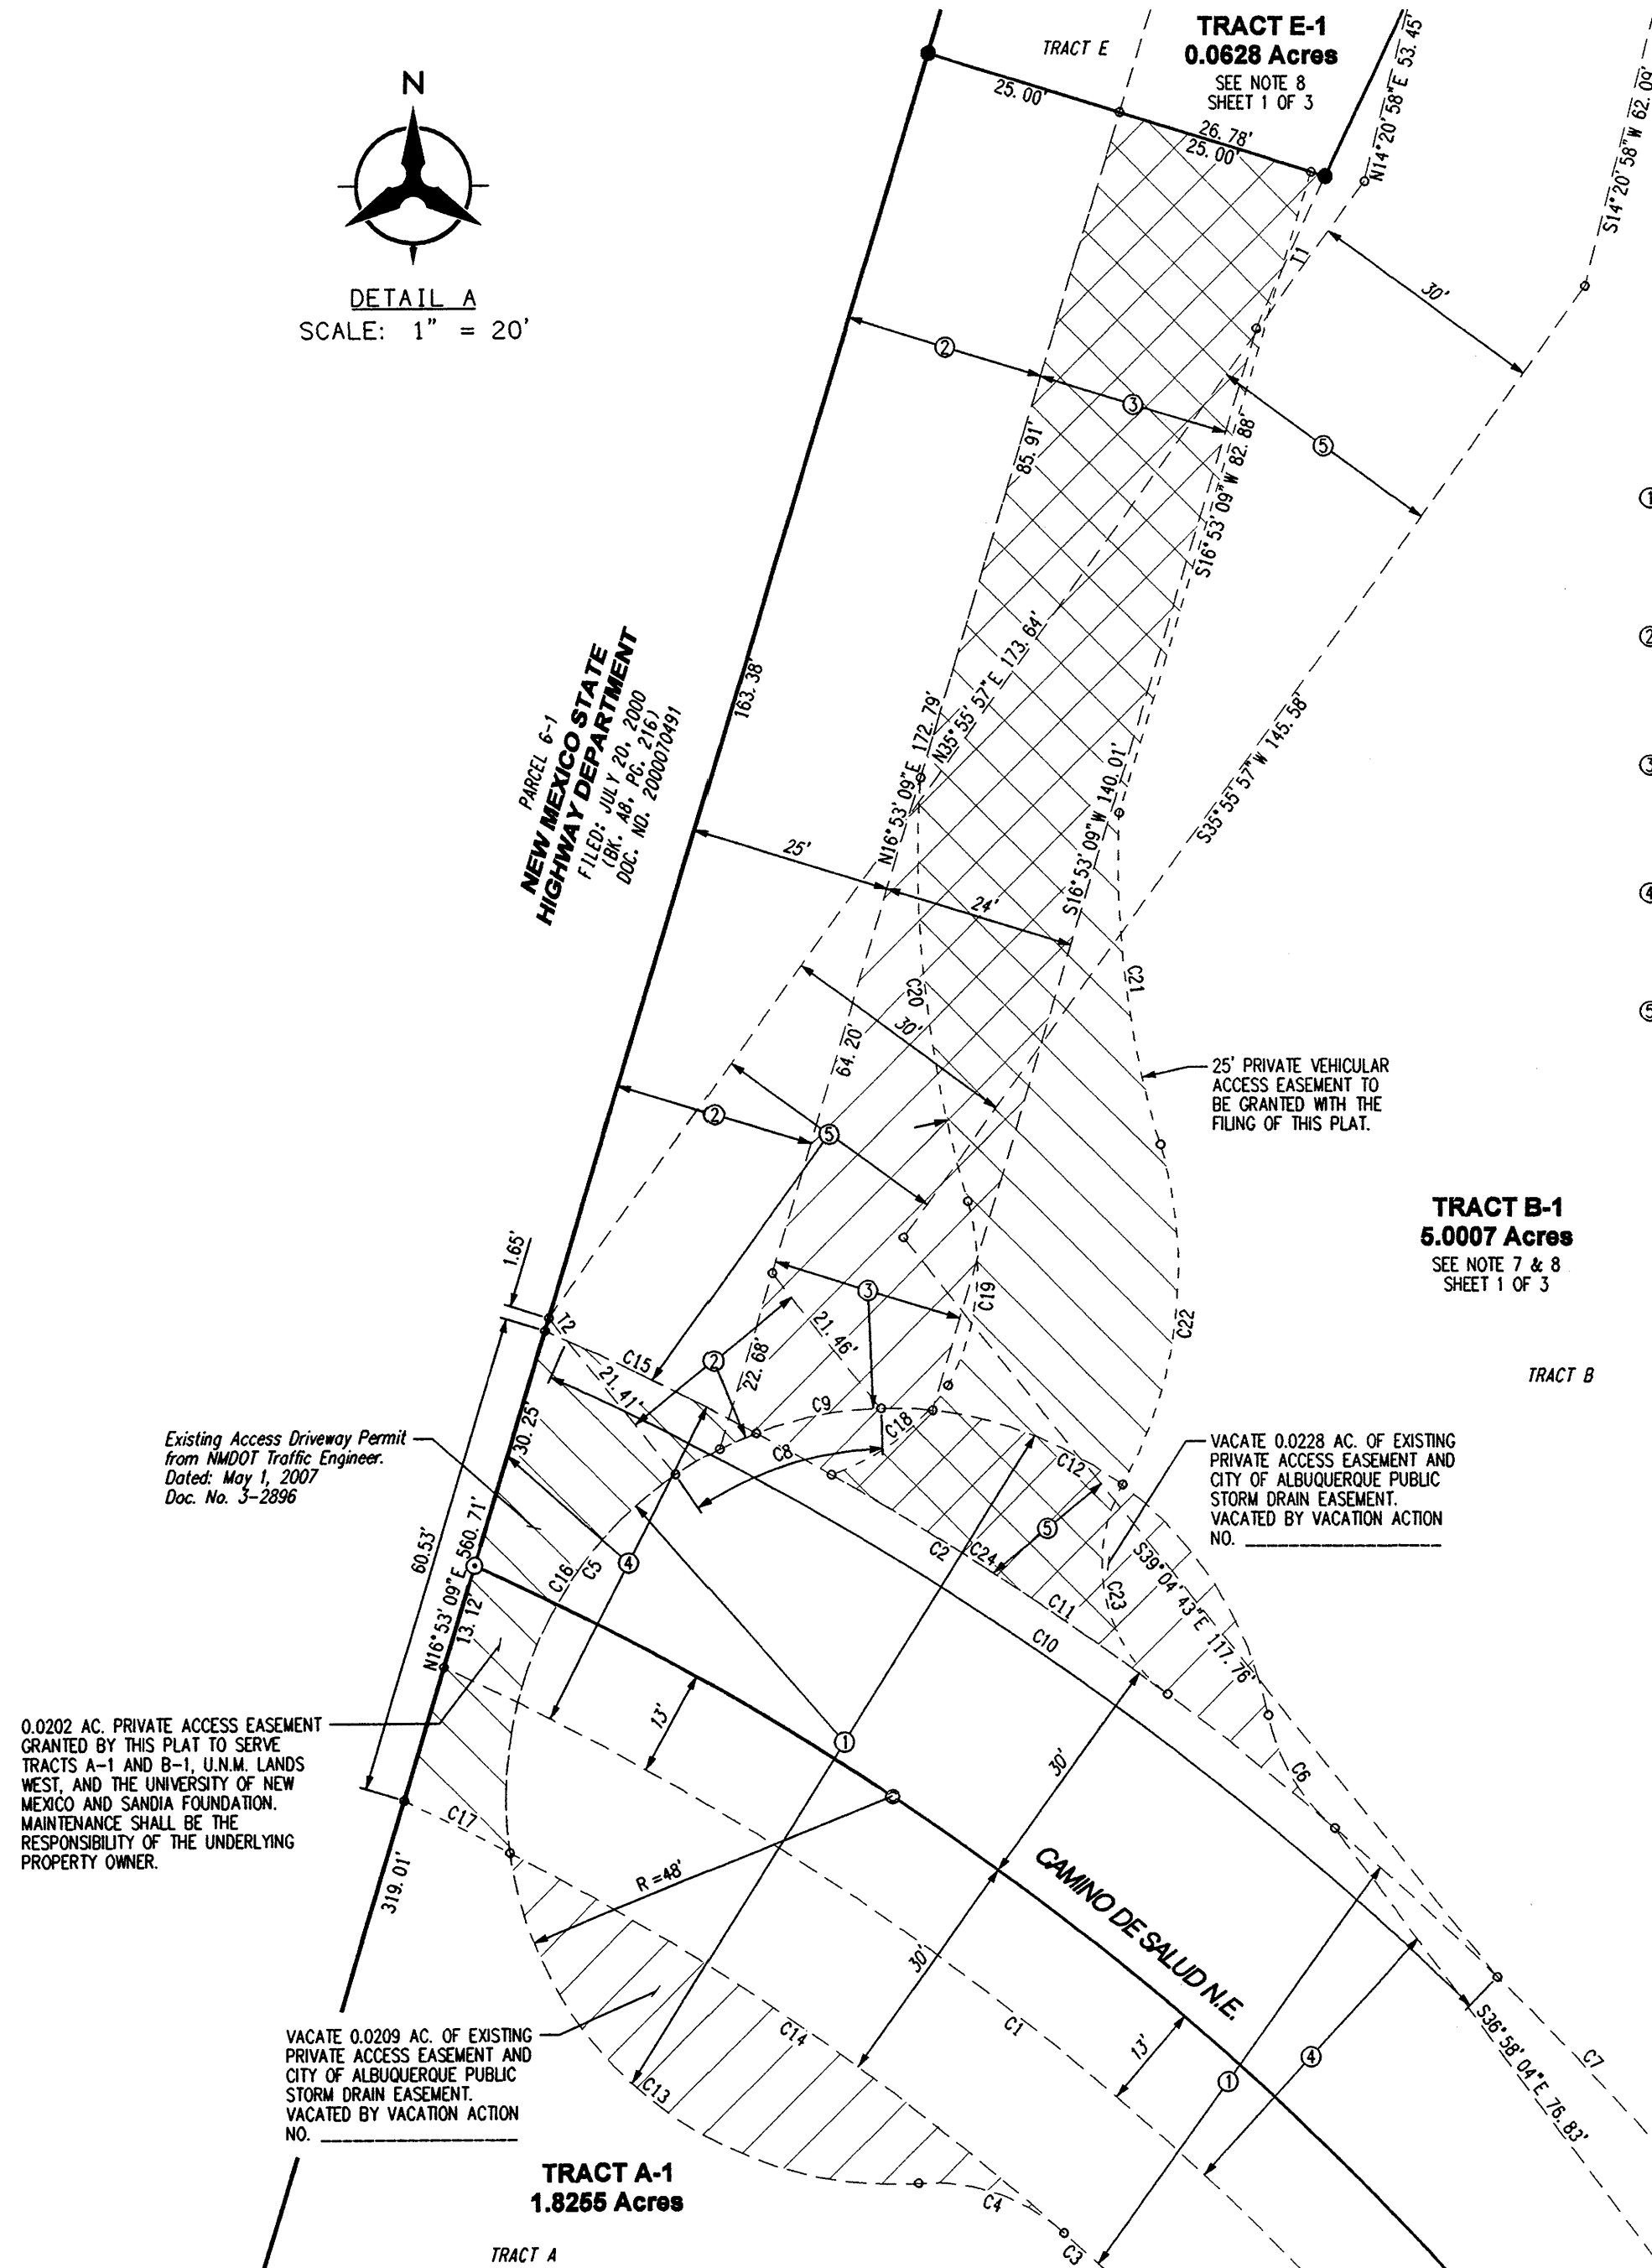 TRACT E-1
0.0628 Acres
SEE NOTE 8
SHEET 1 OF 3
TRACT E
N
DETAIL A
SCALE: 1" = 20'
25.00'
26.78'
25.00'
N14°20'58"E 53.45'
S14°20'58"W 62.09'
T1
30'
2
3
5
85.91'
S16°53'09"W 82.88'
1
2
3
4
5
PARCEL 6-1
NEW MEXICO STATE
HIGHWAY DEPARTMENT
FILED: JULY 20, 2000
(BK. AB, PG. 216)
DOC. NO. 2000070491
163.38'
N16°53'09"E 172.79'
N35°55'57"E 173.64'
S16°53'09"W 140.01'
S35°55'57"W 145.58'
25'
24'
C20
C21
30'
64.20'
2
5
25' PRIVATE VEHICULAR
ACCESS EASEMENT TO
BE GRANTED WITH THE
FILING OF THIS PLAT.
TRACT B-1
5.0007 Acres
SEE NOTE 7 & 8
SHEET 1 OF 3
TRACT B
1.65'
T2
C15
21.41'
2
22.68'
3
21.46'
C19
C22
C9
C8
C18
C12
30.25'
Existing Access Driveway Permit
from NMDOT Traffic Engineer.
Dated: May 1, 2007
Doc. No. 3-2896
VACATE 0.0228 AC. OF EXISTING
PRIVATE ACCESS EASEMENT AND
CITY OF ALBUQUERQUE PUBLIC
STORM DRAIN EASEMENT.
VACATED BY VACATION ACTION
NO. ____________________
60.53'
N16°53'09"E 560.71'
13.12'
C16
C5
4
C2
C24
5
C23
C11
C10
S39°04'43"E 117.76'
0.0202 AC. PRIVATE ACCESS EASEMENT
GRANTED BY THIS PLAT TO SERVE
TRACTS A-1 AND B-1, U.N.M. LANDS
WEST, AND THE UNIVERSITY OF NEW
MEXICO AND SANDIA FOUNDATION.
MAINTENANCE SHALL BE THE
RESPONSIBILITY OF THE UNDERLYING
PROPERTY OWNER.
13'
1
30'
C6
C17
319.01'
R=48'
30'
CAMINO DE SALUD N.E.
C1
13'
VACATE 0.0209 AC. OF EXISTING
PRIVATE ACCESS EASEMENT AND
CITY OF ALBUQUERQUE PUBLIC
STORM DRAIN EASEMENT.
VACATED BY VACATION ACTION
NO. ____________________
C14
C13
1
4
C7
S36°58'04"E 76.83'
TRACT A-1
1.8255 Acres
C4
C3
TRACT A